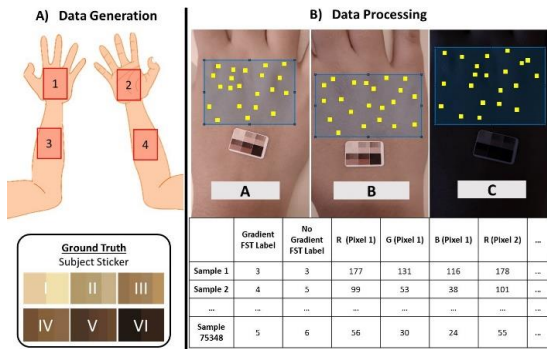 A) Data Generation
1
2
3
4
Ground Truth
Subject Sticker
I II III
IV V VI
B) Data Processing
A B C
Gradient FST Label No Gradient FST Label R (Pixel 1) G (Pixel 1) B (Pixel 1) R (Pixel 2) ...
Sample 1 3 3 177 131 116 178 ...
Sample 2 4 5 99 53 38 101 ...
... ... ... ... ...
Sample 75348 5 6 56 30 24 55 ...